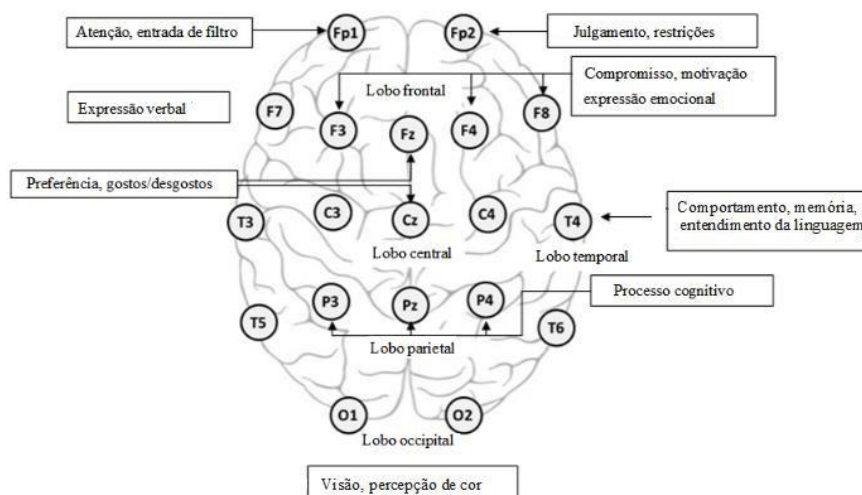 Atenção, entrada de filtro
Fp1
Fp2
Julgamento, restrições
Lobo frontal
Compromisso, motivação
expressão emocional
Expressão verbal
F7
F3
Fz
F4
F8
Preferência, gostos/desgostos
T3
C3
Cz
C4
T4
Comportamento, memória,
entendimento da linguagem
Lobo central
Lobo temporal
Processo cognitivo
P3
Pz
P4
T5
T6
Lobo parietal
O1
O2
Lobo occipital
Visão, percepção de cor